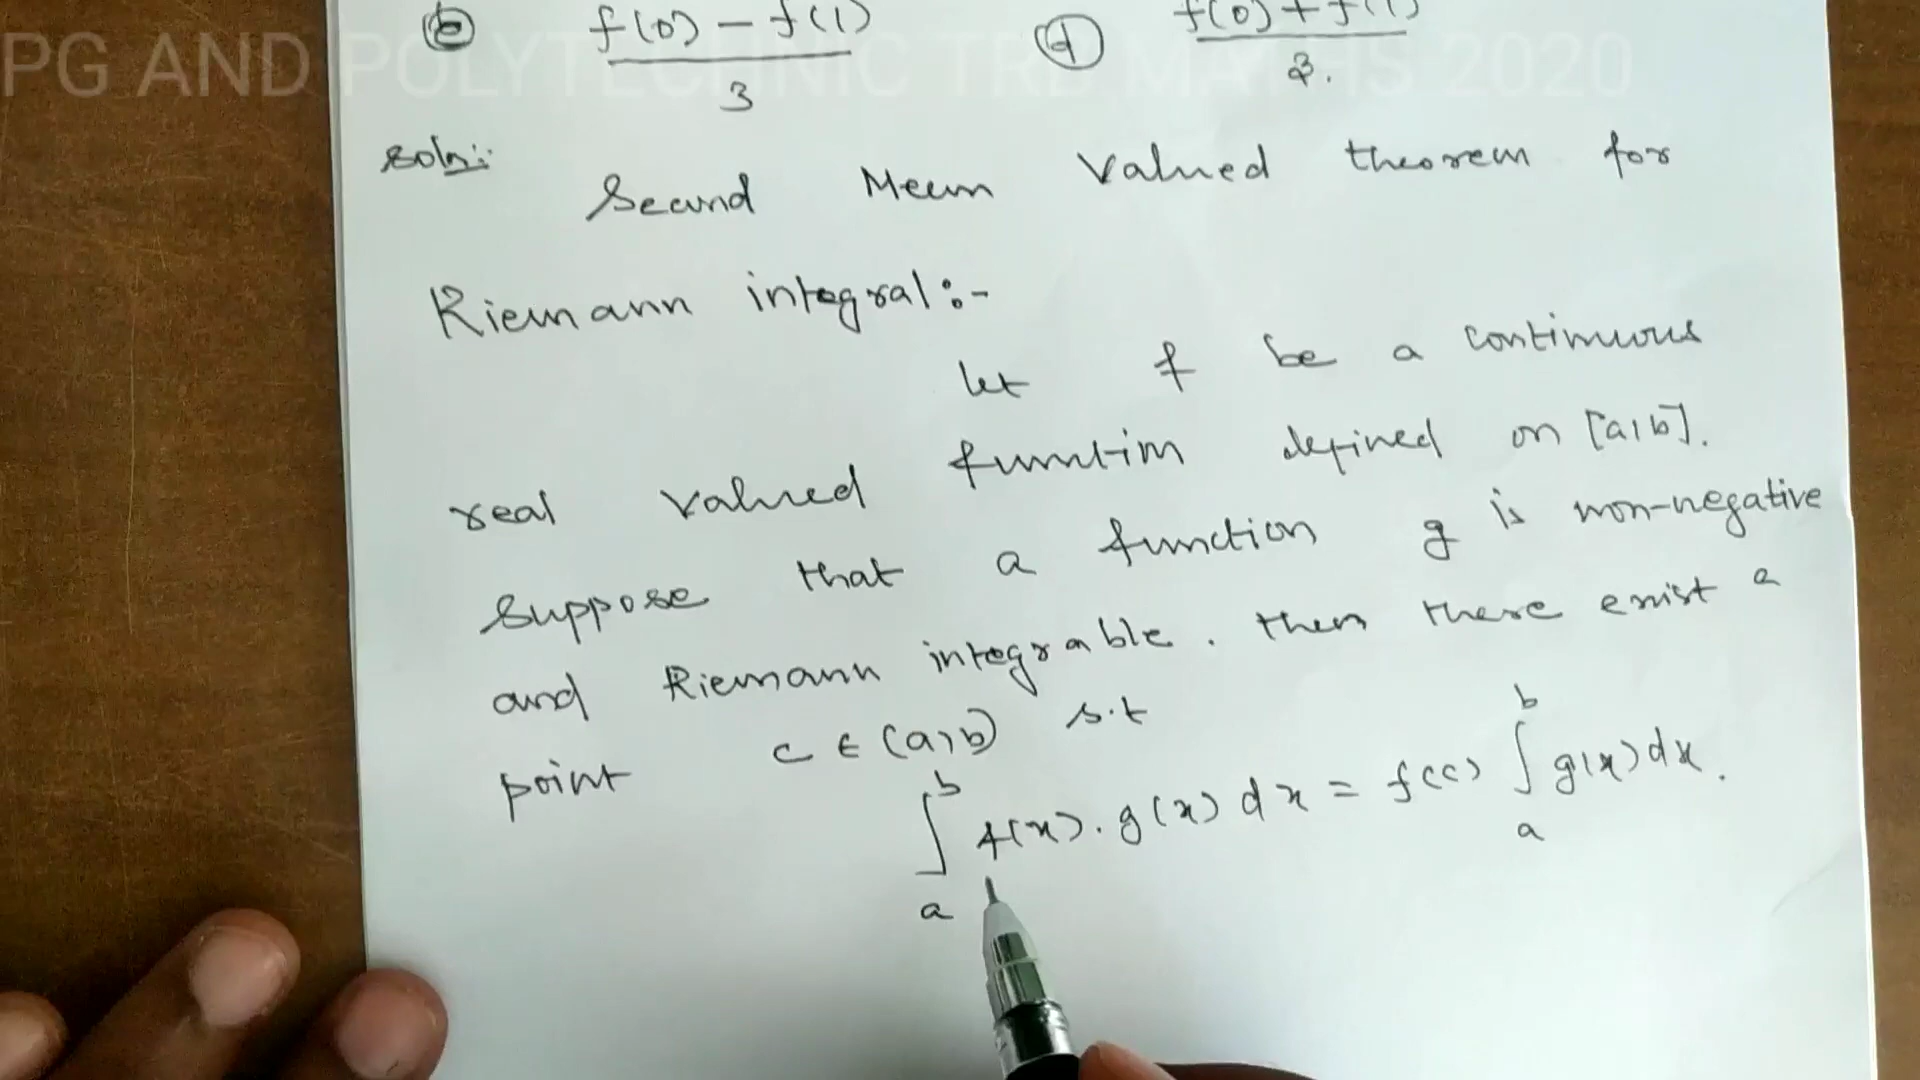 (b) f(0) - f(1) / 3 (d) f(0) + f(1) / 2.
PG AND POLYTECHNIC TRB MATHS 2020
Soln:
Second Mean Valued theorem for
Riemann integral :-
let f be a continuous
real valued function defined on [a,b].
Suppose that a function g is non-negative
and Riemann integrable. then there exist a
point c ∈ (a,b) s.t
∫_a^b f(x). g(x) dx = f(c) ∫_a^b g(x) dx.